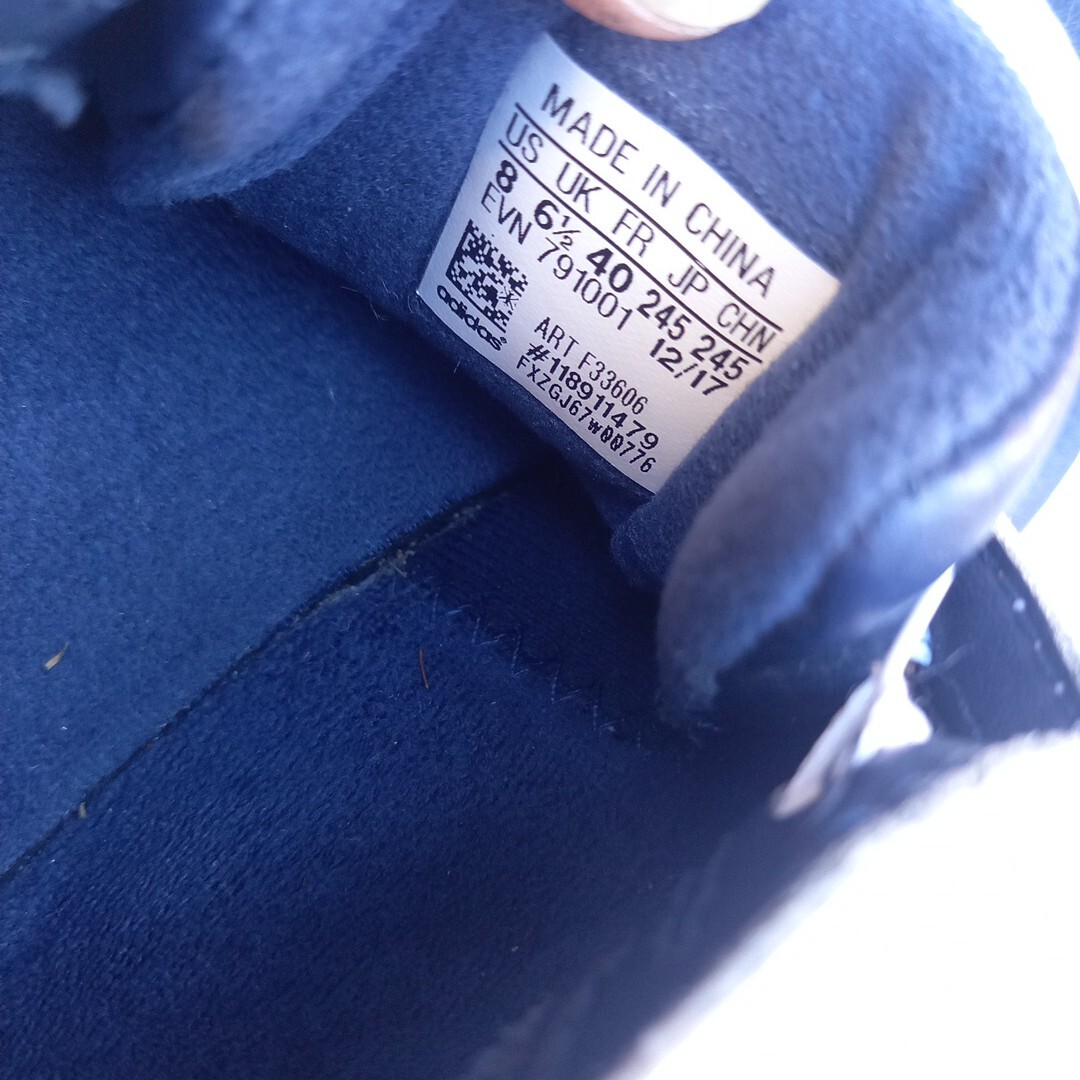 MADE IN CHINA
US UK FR JP CHN
8 6½ 40 245 245
EVN 791001 12/17
ART F33606
#118911479
FXZGJ67W00776
adidas®